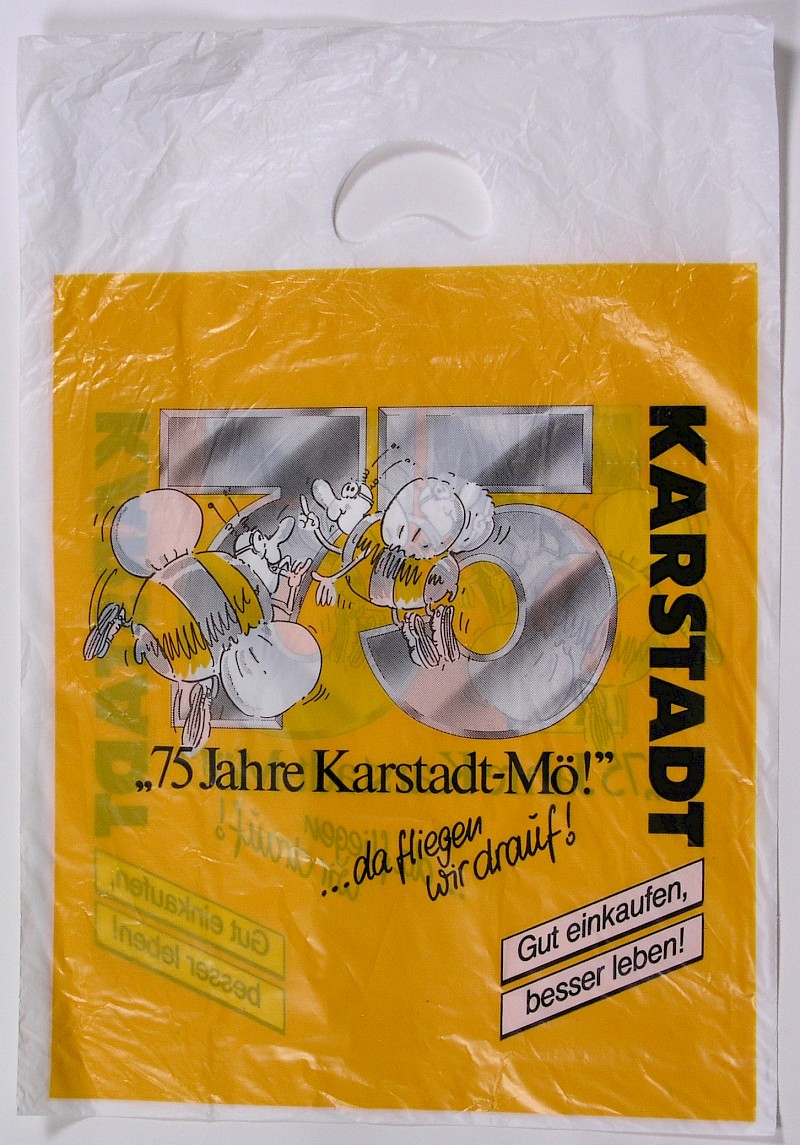 75
KARSTADT
„75 Jahre Karstadt-Mö!”
...da fliegen
wir drauf!
Gut einkaufen,
besser leben!